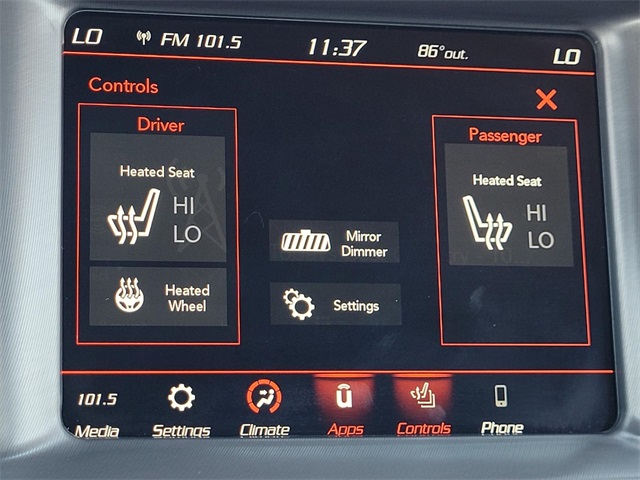 LO FM 101.5 11:37 86°out. LO
Controls
Driver
Heated Seat
HI
LO
Heated
Wheel
Mirror
Dimmer
Settings
Passenger
Heated Seat
HI
LO
101.5
Media Settings Climate Apps Controls Phone